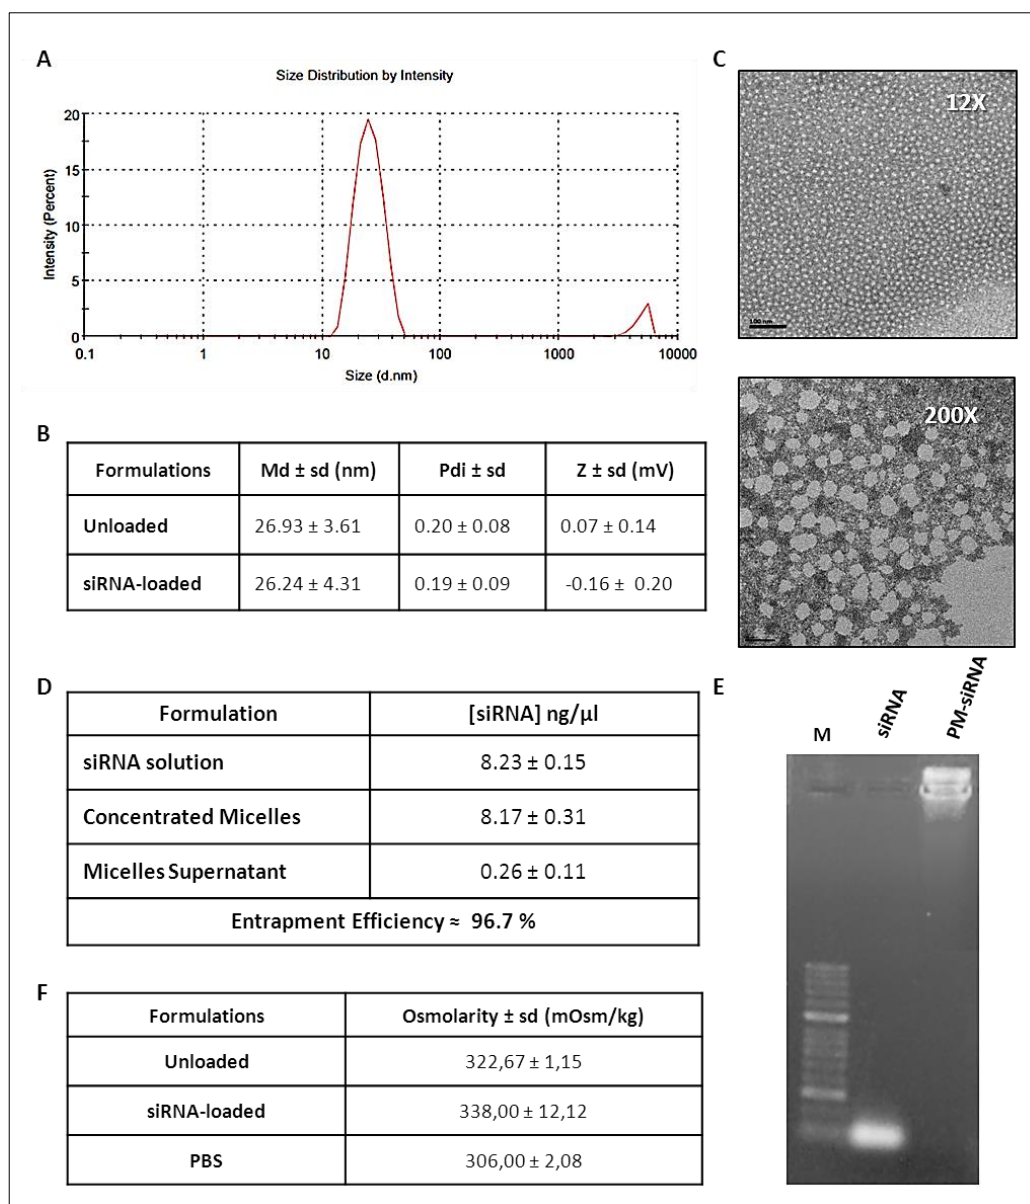 A
Size Distribution by Intensity
Intensity (Percent)
20
15
10
5
0
0.1 1 10 100 1000 10000
Size (d.nm)
B
Formulations Md ± sd (nm) Pdi ± sd Z ± sd (mV)
Unloaded 26.93 ± 3.61 0.20 ± 0.08 0.07 ± 0.14
siRNA-loaded 26.24 ± 4.31 0.19 ± 0.09 -0.16 ± 0.20
C
12X
100 nm
200X
D
Formulation [siRNA] ng/µl
siRNA solution 8.23 ± 0.15
Concentrated Micelles 8.17 ± 0.31
Micelles Supernatant 0.26 ± 0.11
Entrapment Efficiency ≈ 96.7 %
E
M siRNA PM-siRNA
F
Formulations Osmolarity ± sd (mOsm/kg)
Unloaded 322,67 ± 1,15
siRNA-loaded 338,00 ± 12,12
PBS 306,00 ± 2,08